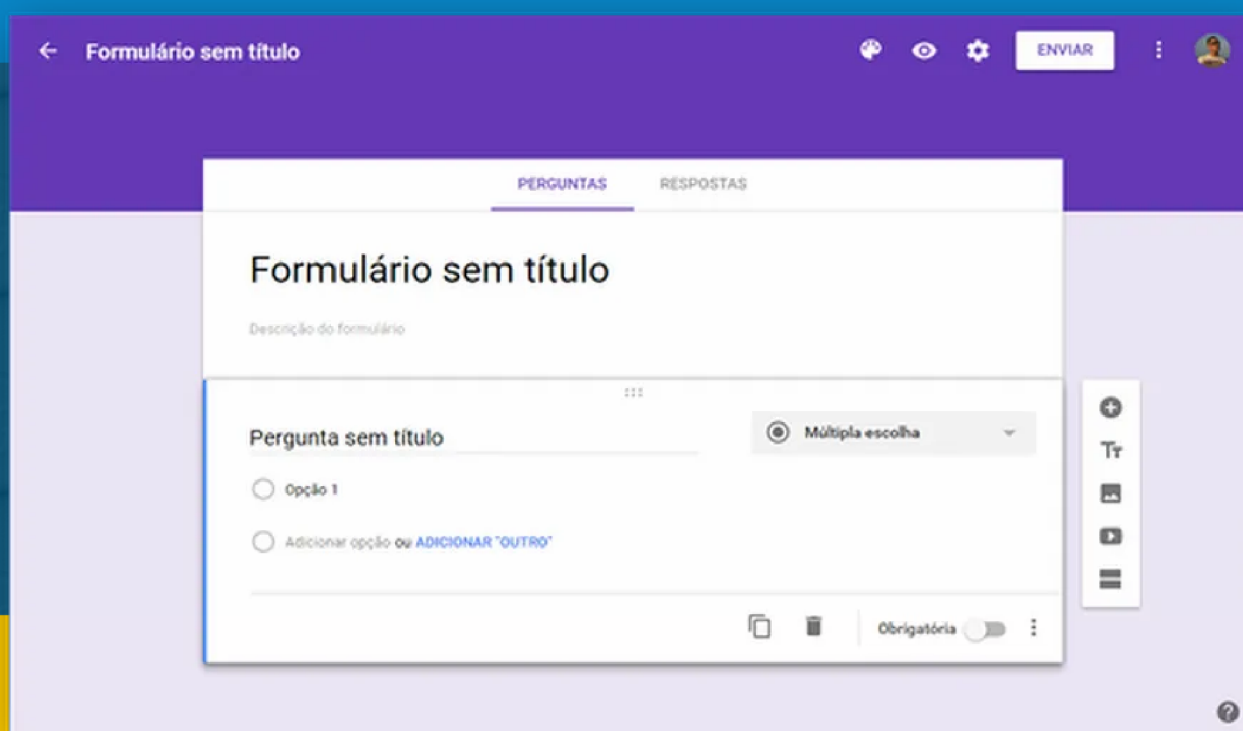 Formulário sem título
ENVIAR
PERGUNTAS RESPOSTAS
Formulário sem título
Descrição do formulário
Pergunta sem título
Múltipla escolha
Opção 1
Adicionar opção ou ADICIONAR "OUTRO"
Obrigatória